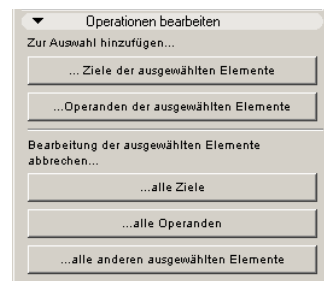 Operationen bearbeiten
Zur Auswahl hinzufügen...
... Ziele der ausgewählten Elemente
...Operanden der ausgewählten Elemente
Bearbeitung der ausgewählten Elemente
abbrechen...
...alle Ziele
...alle Operanden
...alle anderen ausgewählten Elemente